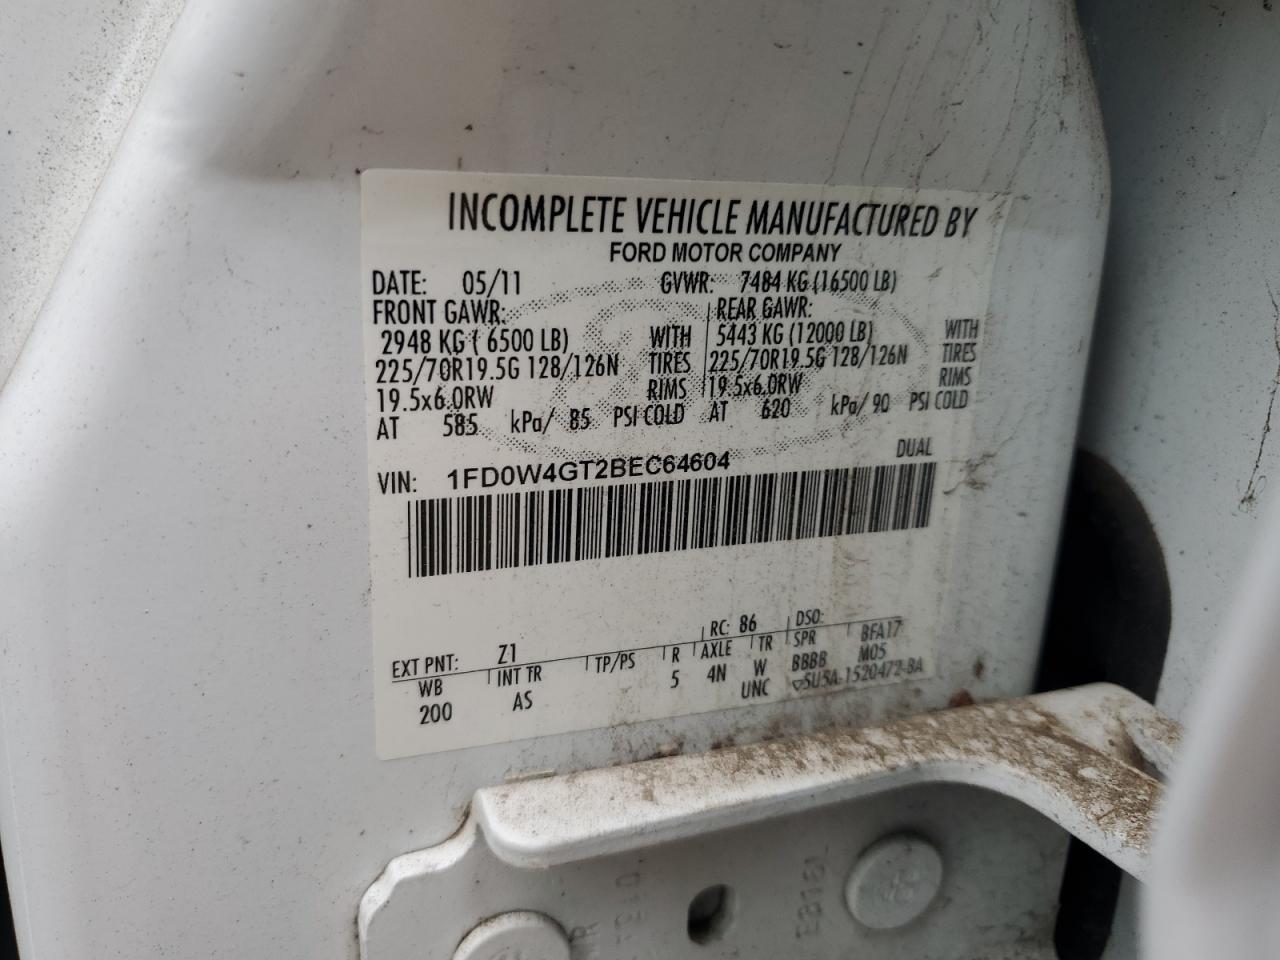 INCOMPLETE VEHICLE MANUFACTURED BY
FORD MOTOR COMPANY
DATE: 05/11 GVWR: 7484 KG (16500 LB)
FRONT GAWR: REAR GAWR:
2948 KG ( 6500 LB) WITH 5443 KG (12000 LB) WITH
225/70R19.5G 128/126N TIRES 225/70R19.5G 128/126N TIRES
19.5x6.0RW RIMS 19.5x6.0RW RIMS
AT 585 kPa/ 85 PSI COLD AT 620 kPa/ 90 PSI COLD
VIN: 1FD0W4GT2BEC64604 DUAL
EXT PNT: Z1 RC: 86 DSO:
WB INT TR TP/PS R AXLE TR SPR BFA17
200 AS 5 4N W BBBB M05
UNC ▽5U5A-1520472-BA